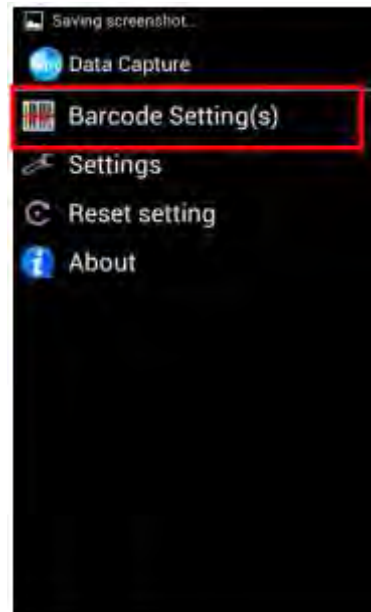 Saving screenshot...
Data Capture
Barcode Setting(s)
Settings
Reset setting
About